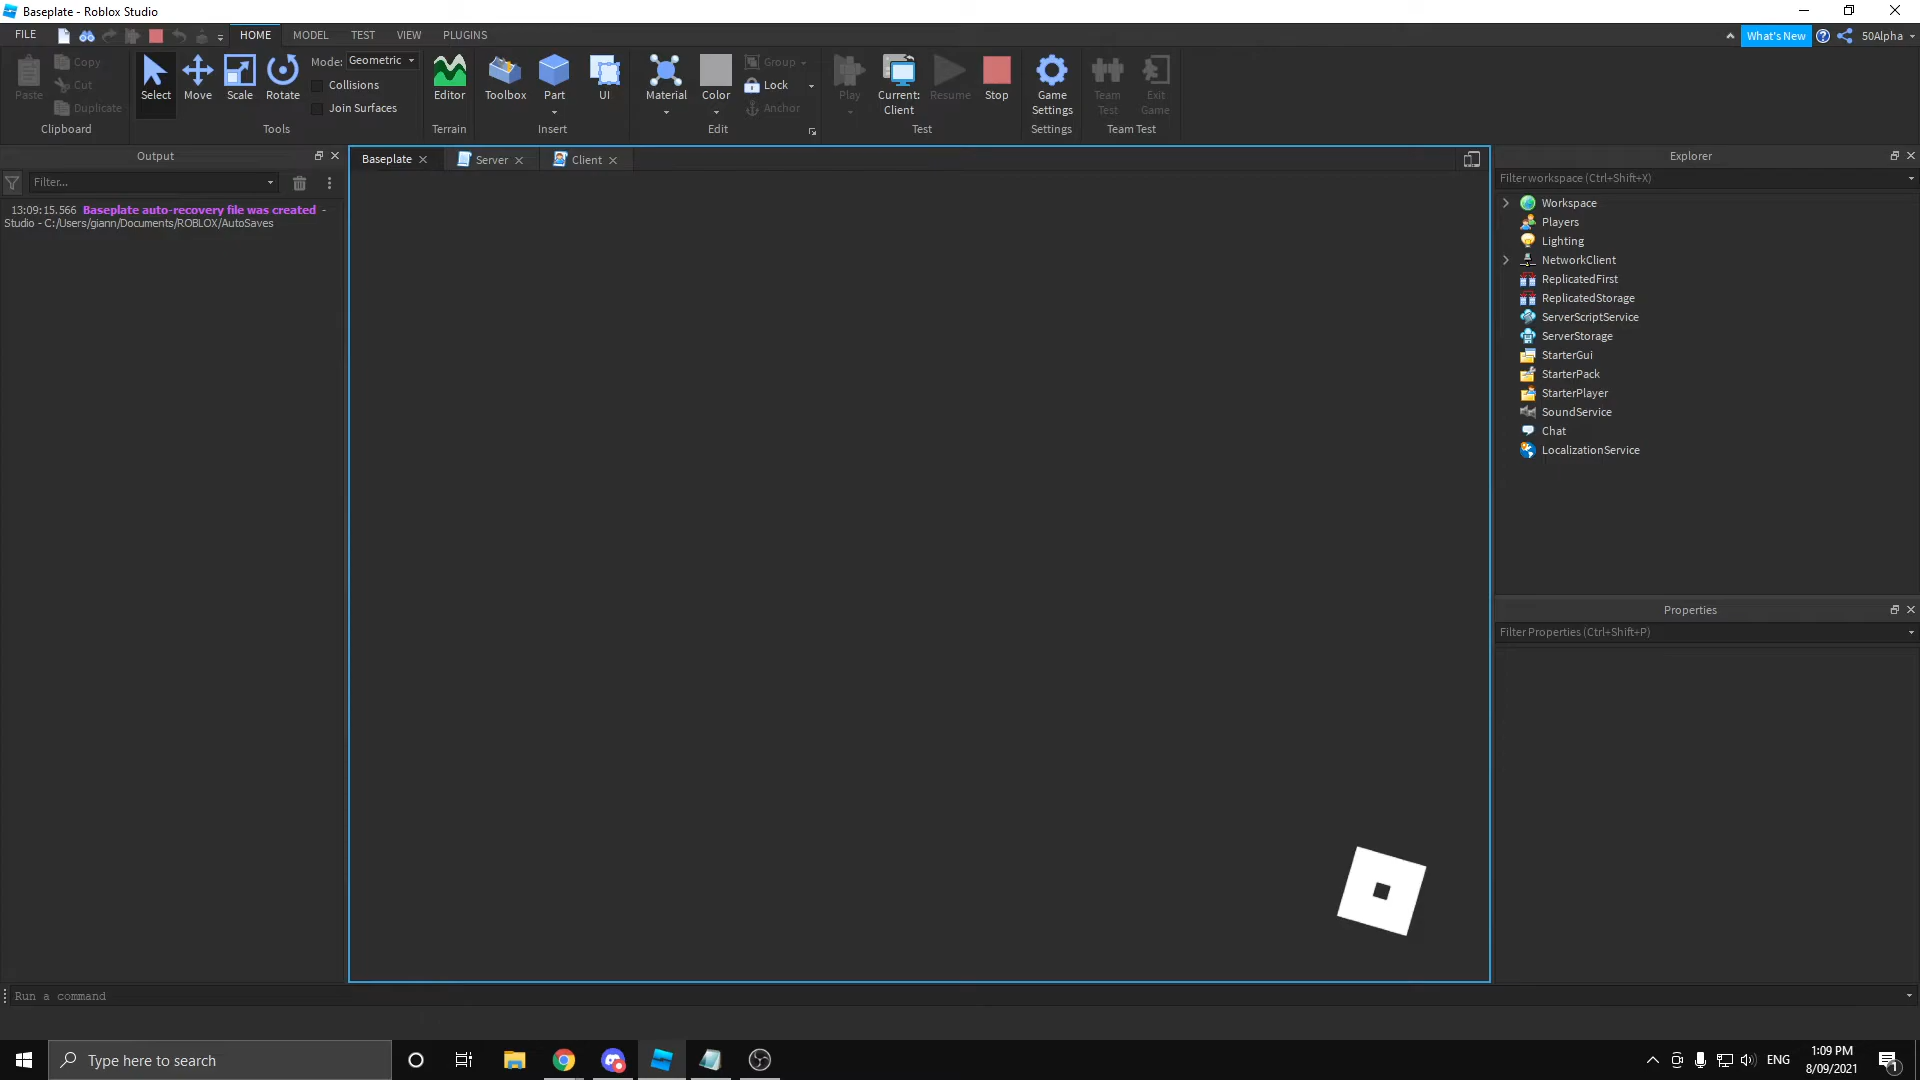 Baseplate - Roblox Studio
FILE
HOME
MODEL
TEST
VIEW
PLUGINS
What's New
50Alpha
Paste
Copy
Cut
Duplicate
Clipboard
Select
Move
Scale
Rotate
Mode: Geometric
Collisions
Join Surfaces
Tools
Editor
Terrain
Toolbox
Part
UI
Insert
Material
Color
Group
Lock
Anchor
Edit
Play
Current:
Client
Resume
Stop
Test
Game
Settings
Settings
Team
Test
Exit
Game
Team Test
Output
Filter...
13:09:15.566 Baseplate auto-recovery file was created -
Studio - C:/Users/giann/Documents/ROBLOX/AutoSaves
Baseplate
Server
Client
Explorer
Filter workspace (Ctrl+Shift+X)
Workspace
Players
Lighting
NetworkClient
ReplicatedFirst
ReplicatedStorage
ServerScriptService
ServerStorage
StarterGui
StarterPack
StarterPlayer
SoundService
Chat
LocalizationService
Properties
Filter Properties (Ctrl+Shift+P)
Run a command
Type here to search
ENG
1:09 PM
8/09/2021
1